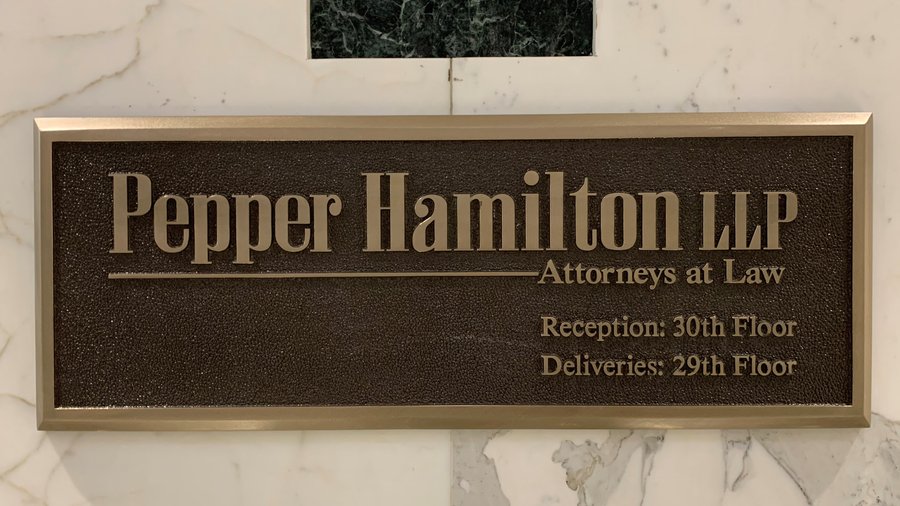 Pepper Hamilton LLP
Attorneys at Law
Reception: 30th Floor
Deliveries: 29th Floor